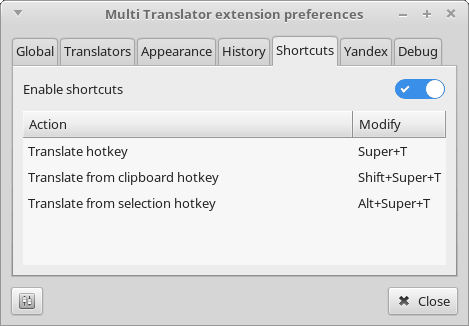 Multi Translator extension preferences
Global Translators Appearance History Shortcuts Yandex Debug
Enable shortcuts
Action Modify
Translate hotkey Super+T
Translate from clipboard hotkey Shift+Super+T
Translate from selection hotkey Alt+Super+T
Close